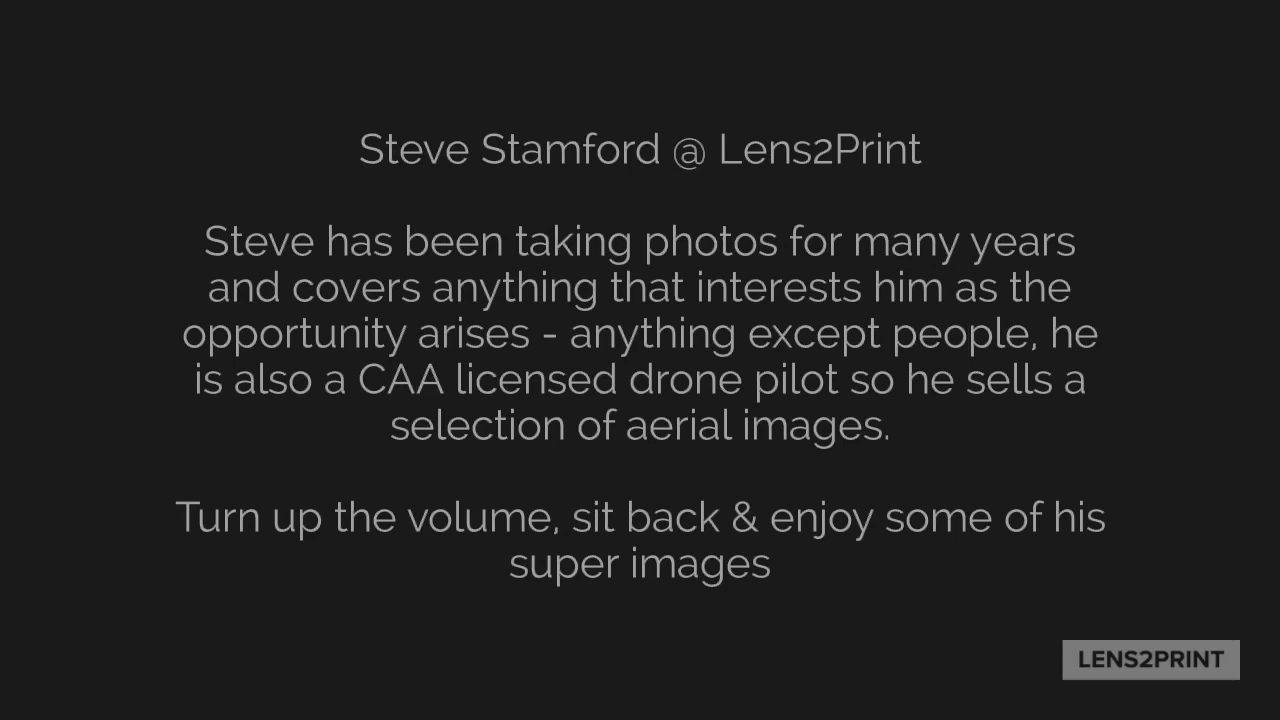 Steve Stamford @ Lens2Print
Steve has been taking photos for many years
and covers anything that interests him as the
opportunity arises - anything except people, he
is also a CAA licensed drone pilot so he sells a
selection of aerial images.
Turn up the volume, sit back & enjoy some of his
super images
LENS2PRINT